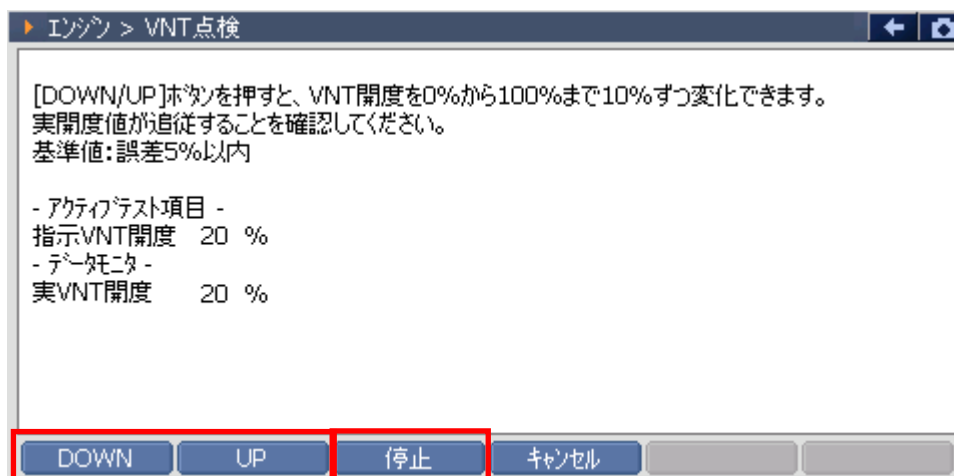 エンジン > VNT点検
[DOWN/UP]ボタンを押すと、VNT開度を0%から100%まで10%ずつ変化できます。
実開度値が追従することを確認してください。
基準値:誤差5%以内
- アクティブテスト項目 -
指示VNT開度 20 %
- データモニタ -
実VNT開度 20 %
DOWN UP 停止 キャンセル